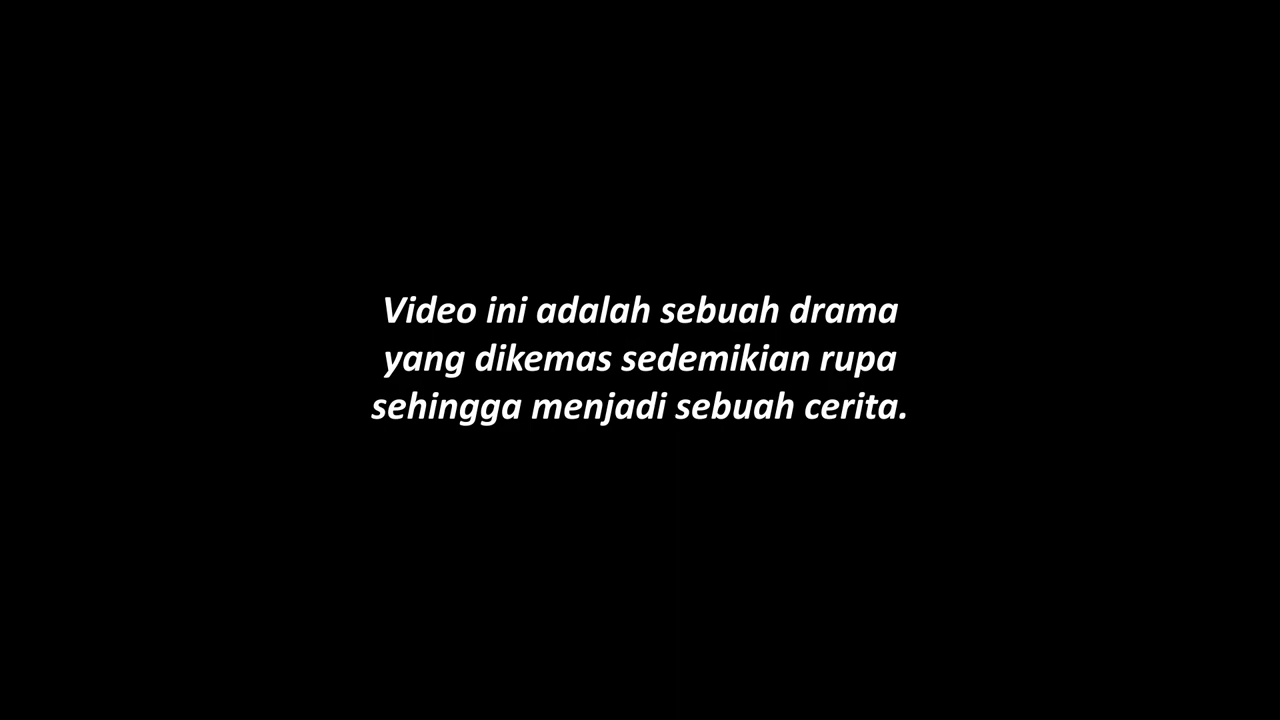 Video ini adalah sebuah drama
yang dikemas sedemikian rupa
sehingga menjadi sebuah cerita.